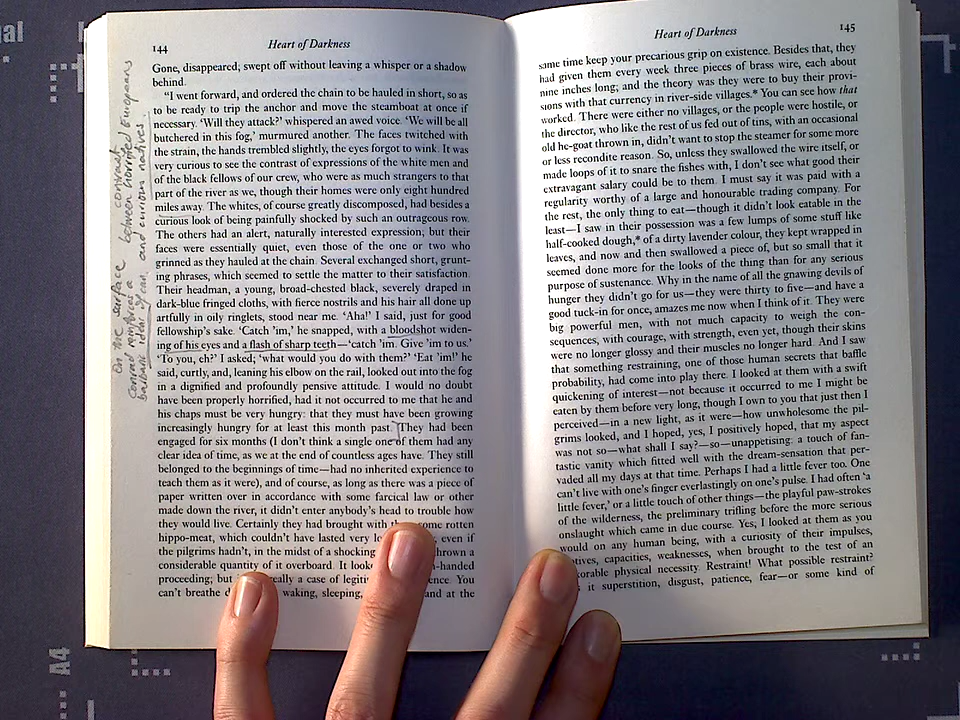 144
Heart of Darkness
Gone, disappeared; swept off without leaving a whisper or a shadow
behind.
"I went forward, and ordered the chain to be hauled in short, so as
to be ready to trip the anchor and move the steamboat at once if
necessary. 'Will they attack?' whispered an awed voice. 'We will be all
butchered in this fog,' murmured another. The faces twitched with
the strain, the hands trembled slightly, the eyes forgot to wink. It was
very curious to see the contrast of expressions of the white men and
of the black fellows of our crew, who were as much strangers to that
part of the river as we, though their homes were only eight hundred
miles away. The whites, of course greatly discomposed, had besides a
curious look of being painfully shocked by such an outrageous row.
The others had an alert, naturally interested expression; but their
faces were essentially quiet, even those of the one or two who
grinned as they hauled at the chain. Several exchanged short, grunt-
ing phrases, which seemed to settle the matter to their satisfaction.
Their headman, a young, broad-chested black, severely draped in
dark-blue fringed cloths, with fierce nostrils and his hair all done up
artfully in oily ringlets, stood near me. 'Aha!' I said, just for good
fellowship's sake. 'Catch 'im,' he snapped, with a bloodshot widen-
ing of his eyes and a flash of sharp teeth—'catch 'im. Give 'im to us.'
'To you, eh?' I asked; 'what would you do with them?' 'Eat 'im!' he
said, curtly, and, leaning his elbow on the rail, looked out into the fog
in a dignified and profoundly pensive attitude. I would no doubt
have been properly horrified, had it not occurred to me that he and
his chaps must be very hungry: that they must have been growing
increasingly hungry for at least this month past. They had been
engaged for six months (I don't think a single one of them had any
clear idea of time, as we at the end of countless ages have. They still
belonged to the beginnings of time—had no inherited experience to
teach them as it were), and of course, as long as there was a piece of
paper written over in accordance with some farcical law or other
made down the river, it didn't enter anybody's head to trouble how
they would live. Certainly they had brought with some rotten
hippo-meat, which couldn't have lasted very even if
the pilgrims hadn't, in the midst of a shocking thrown a
considerable quantity of it overboard. It -handed
proceeding; but really a case of You
can't breathe waking, sleeping, and at the
On the surface Conrad reinforces a contrast
between horrified Europeans
and curious natives
145
Heart of Darkness
same time keep your precarious grip on existence. Besides that, they
had given them every week three pieces of brass wire, each about
nine inches long; and the theory was they were to buy their provi-
sions with that currency in river-side villages.* You can see how that
worked. There were either no villages, or the people were hostile, or
the director, who like the rest of us fed out of tins, with an occasional
old he-goat thrown in, didn't want to stop the steamer for some more
or less recondite reason. So, unless they swallowed the wire itself, or
made loops of it to snare the fishes with, I don't see what good their
extravagant salary could be to them. I must say it was paid with a
regularity worthy of a large and honourable trading company. For
the rest, the only thing to eat—though it didn't look eatable in the
least—I saw in their possession was a few lumps of some stuff like
half-cooked dough,* of a dirty lavender colour, they kept wrapped in
leaves, and now and then swallowed a piece of, but so small that it
seemed done more for the looks of the thing than for any serious
purpose of sustenance. Why in the name of all the gnawing devils of
hunger they didn't go for us—they were thirty to five—and have a
good tuck-in for once, amazes me now when I think of it. They were
big powerful men, with not much capacity to weigh the con-
sequences, with courage, with strength, even yet, though their skins
were no longer glossy and their muscles no longer hard. And I saw
that something restraining, one of those human secrets that baffle
probability, had come into play there. I looked at them with a swift
quickening of interest—not because it occurred to me I might be
eaten by them before very long, though I own to you that just then I
perceived—in a new light, as it were—how unwholesome the pil-
grims looked, and I hoped, yes, I positively hoped, that my aspect
was not so—what shall I say?—so—unappetising: a touch of fan-
tastic vanity which fitted well with the dream-sensation that per-
vaded all my days at that time. Perhaps I had a little fever too. One
can't live with one's finger everlastingly on one's pulse. I had often 'a
little fever,' or a little touch of other things—the playful paw-strokes
of the wilderness, the preliminary trifling before the more serious
onslaught which came in due course. Yes, I looked at them as you
would on any human being, with a curiosity of their impulses,
motives, capacities, weaknesses, when brought to the test of an
inexorable physical necessity. Restraint! What possible restraint?
it superstition, disgust, patience, fear—or some kind of
A4